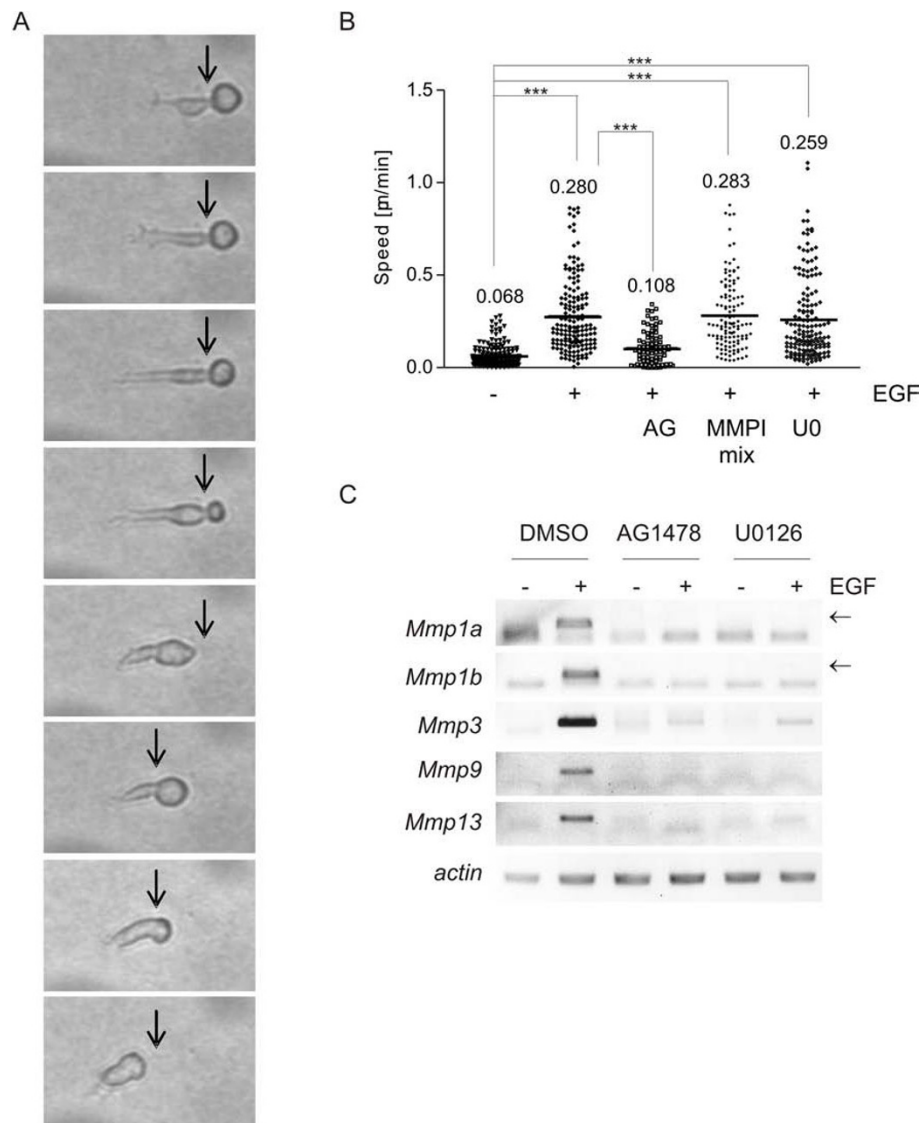 A
B
***
***
***
***
1.5
1.0
0.5
0.0
Speed [pn/min]
0.068
0.280
0.108
0.283
0.259
- + + + + EGF
AG MMPI U0
mix
C
DMSO AG1478 U0126
- + - + - + EGF
Mmp1a ←
Mmp1b ←
Mmp3
Mmp9
Mmp13
actin